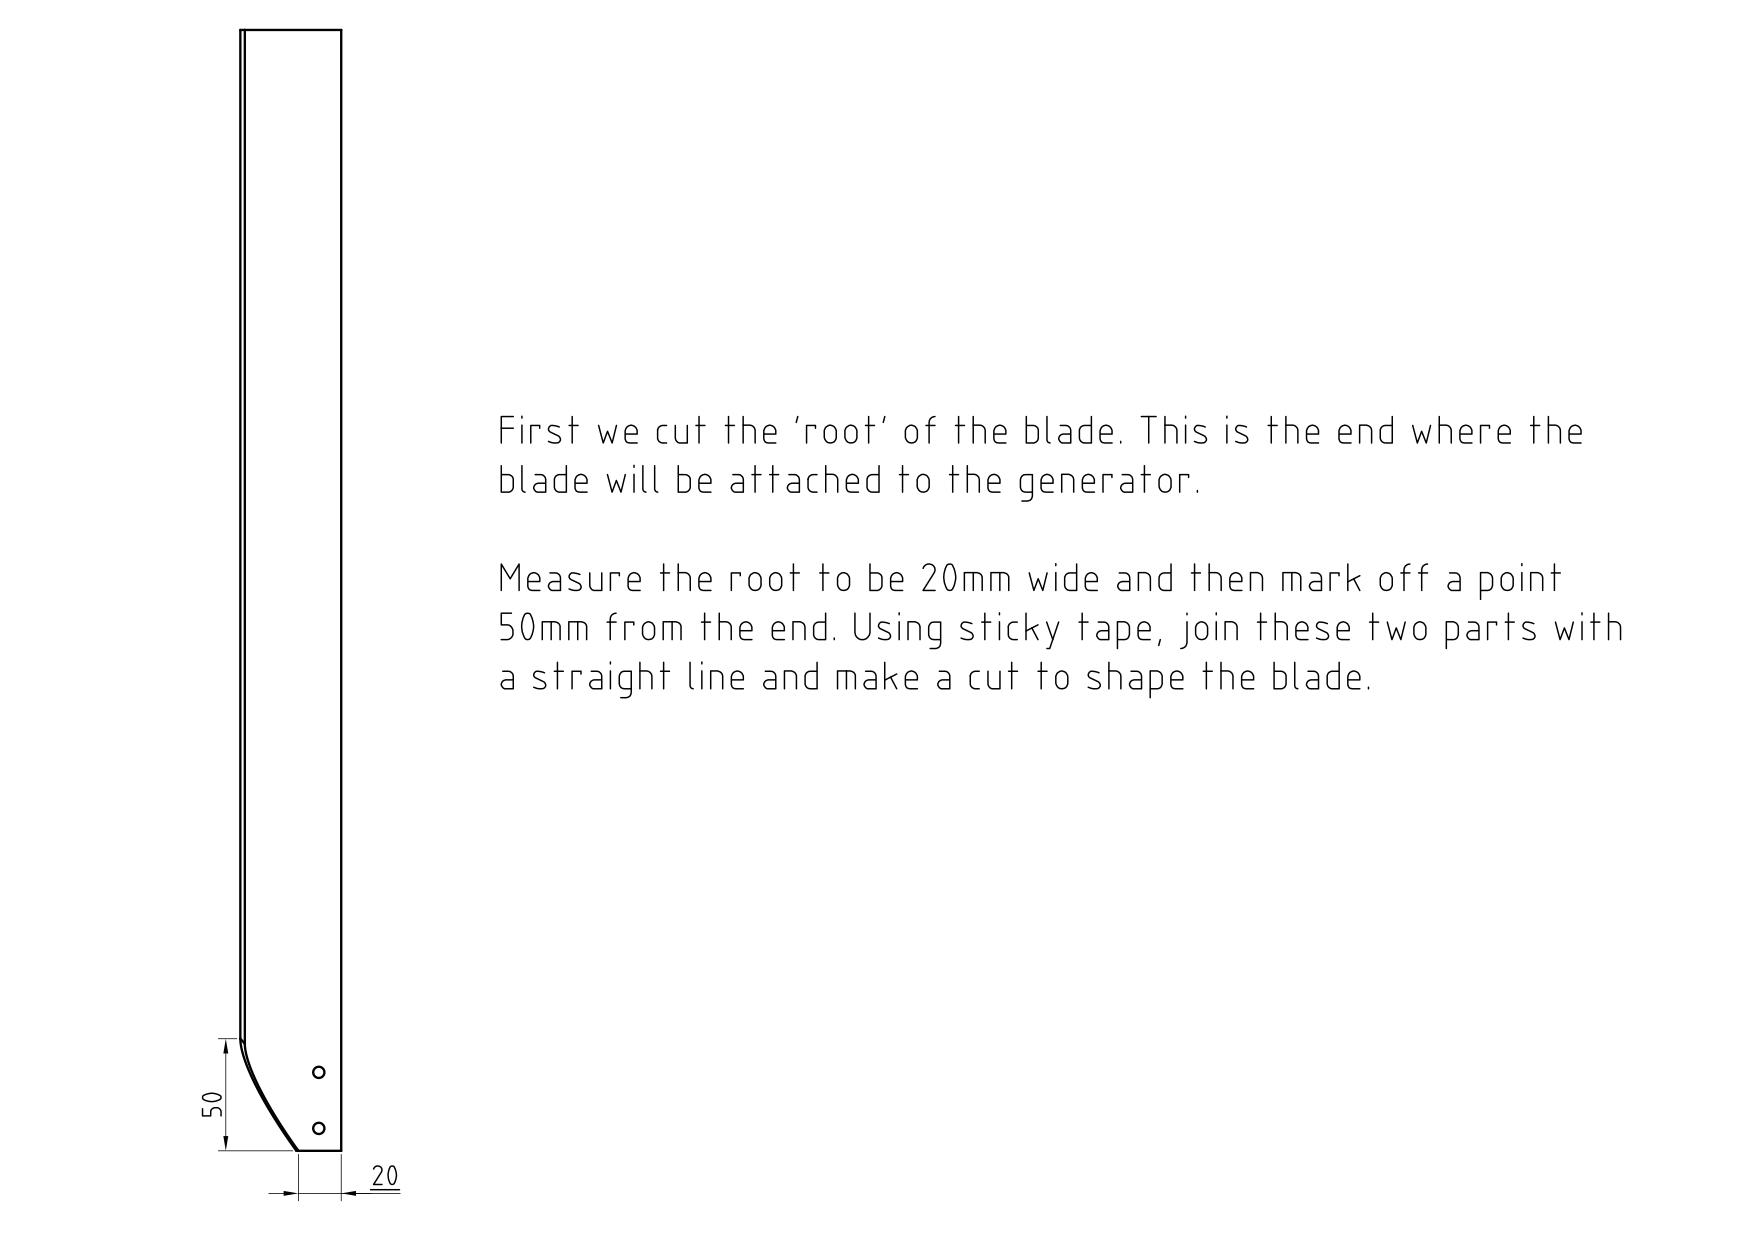 First we cut the 'root' of the blade. This is the end where the
blade will be attached to the generator.
Measure the root to be 20mm wide and then mark off a point
50mm from the end. Using sticky tape, join these two parts with
a straight line and make a cut to shape the blade.
50
20